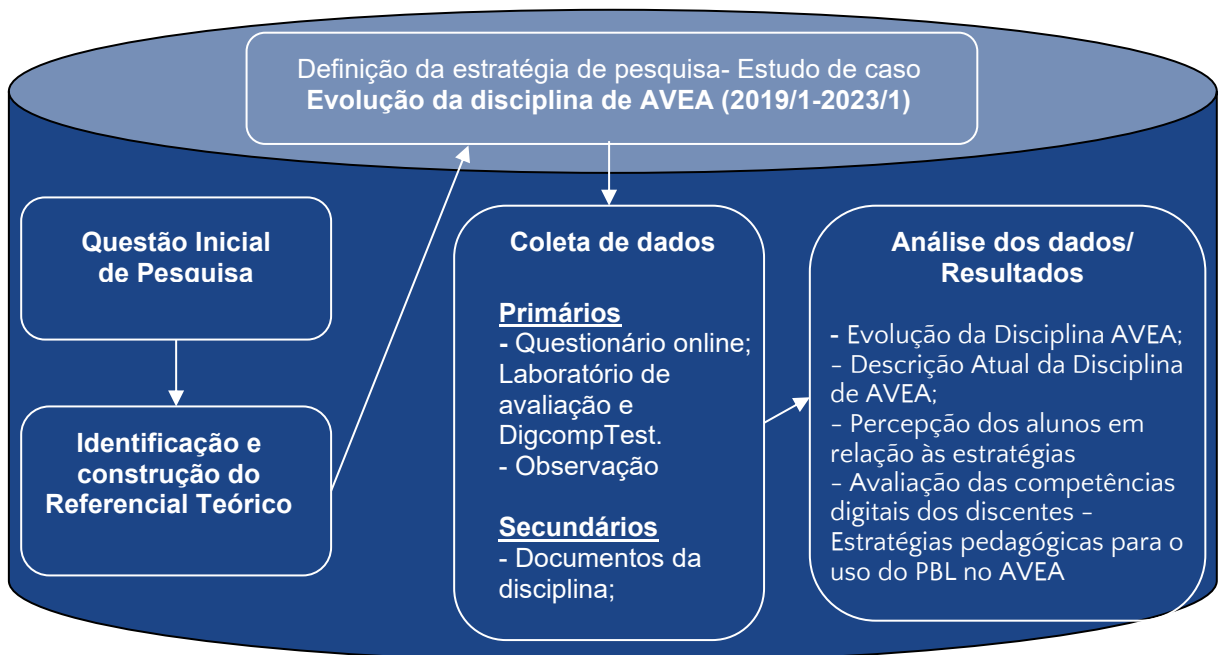 Definição da estratégia de pesquisa- Estudo de caso
Evolução da disciplina de AVEA (2019/1-2023/1)
Questão Inicial
de Pesquisa
Identificação e
construção do
Referencial Teórico
Coleta de dados
Primários
- Questionário online;
Laboratório de
avaliação e
DigcompTest.
- Observação
Secundários
- Documentos da
disciplina;
Análise dos dados/
Resultados
- Evolução da Disciplina AVEA;
- Descrição Atual da Disciplina
de AVEA;
- Percepção dos alunos em
relação às estratégias
- Avaliação das competências
digitais dos discentes -
Estratégias pedagógicas para o
uso do PBL no AVEA